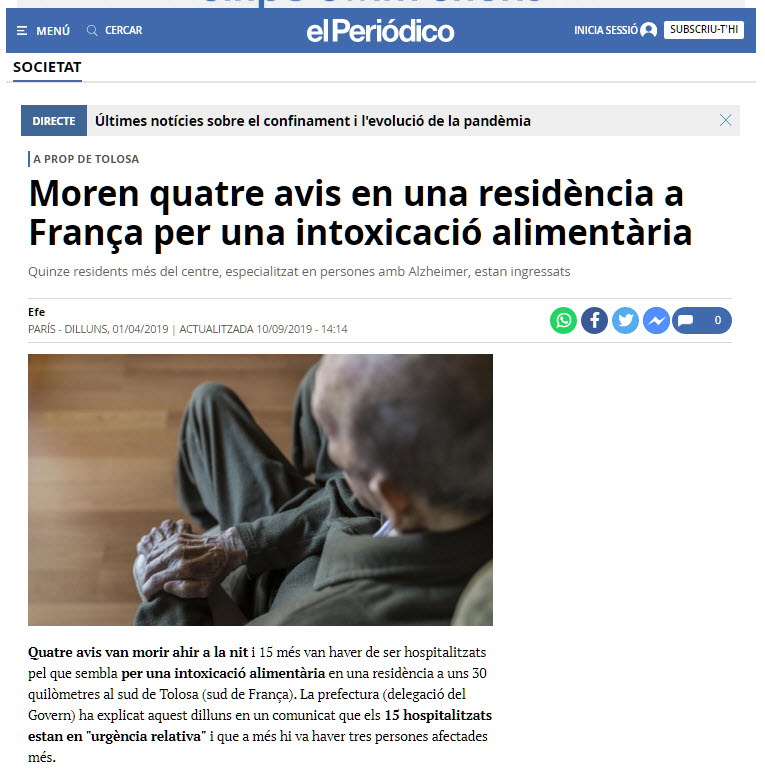 MENÚ
CERCAR
elPeriódico
INICIA SESSIÓ
SUBSCRIU-T'HI
SOCIETAT
DIRECTE
Últimes notícies sobre el confinament i l'evolució de la pandèmia
A PROP DE TOLOSA
Moren quatre avis en una residència a
França per una intoxicació alimentària
Quinze residents més del centre, especialitzat en persones amb Alzheimer, estan ingressats
Efe
PARÍS - DILLUNS, 01/04/2019 | ACTUALITZADA 10/09/2019 - 14:14
0
Quatre avis van morir ahir a la nit i 15 més van haver de ser hospitalitzats
pel que sembla per una intoxicació alimentària en una residència a uns 30
quilòmetres al sud de Tolosa (sud de França). La prefectura (delegació del
Govern) ha explicat aquest dilluns en un comunicat que els 15 hospitalitzats
estan en "urgència relativa" i que a més hi va haver tres persones afectades
més.